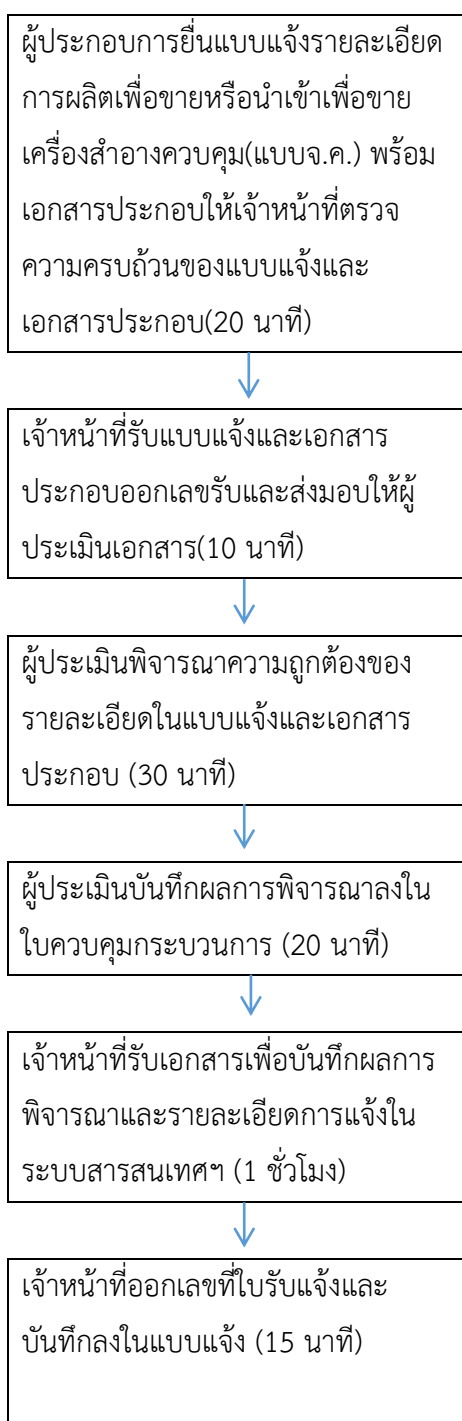 ผู้ประกอบการยื่นแบบแจ้งรายละเอียด
การผลิตเพื่อขายหรือนำเข้าเพื่อขาย
เครื่องสำอางควบคุม(แบบจ.ค.) พร้อม
เอกสารประกอบให้เจ้าหน้าที่ตรวจ
ความครบถ้วนของแบบแจ้งและ
เอกสารประกอบ(20 นาที)
เจ้าหน้าที่รับแบบแจ้งและเอกสาร
ประกอบออกเลขรับและส่งมอบให้ผู้
ประเมินเอกสาร(10 นาที)
ผู้ประเมินพิจารณาความถูกต้องของ
รายละเอียดในแบบแจ้งและเอกสาร
ประกอบ (30 นาที)
ผู้ประเมินบันทึกผลการพิจารณาลงใน
ใบควบคุมกระบวนการ (20 นาที)
เจ้าหน้าที่รับเอกสารเพื่อบันทึกผลการ
พิจารณาและรายละเอียดการแจ้งใน
ระบบสารสนเทศฯ (1 ชั่วโมง)
เจ้าหน้าที่ออกเลขที่ใบรับแจ้งและ
บันทึกลงในแบบแจ้ง (15 นาที)